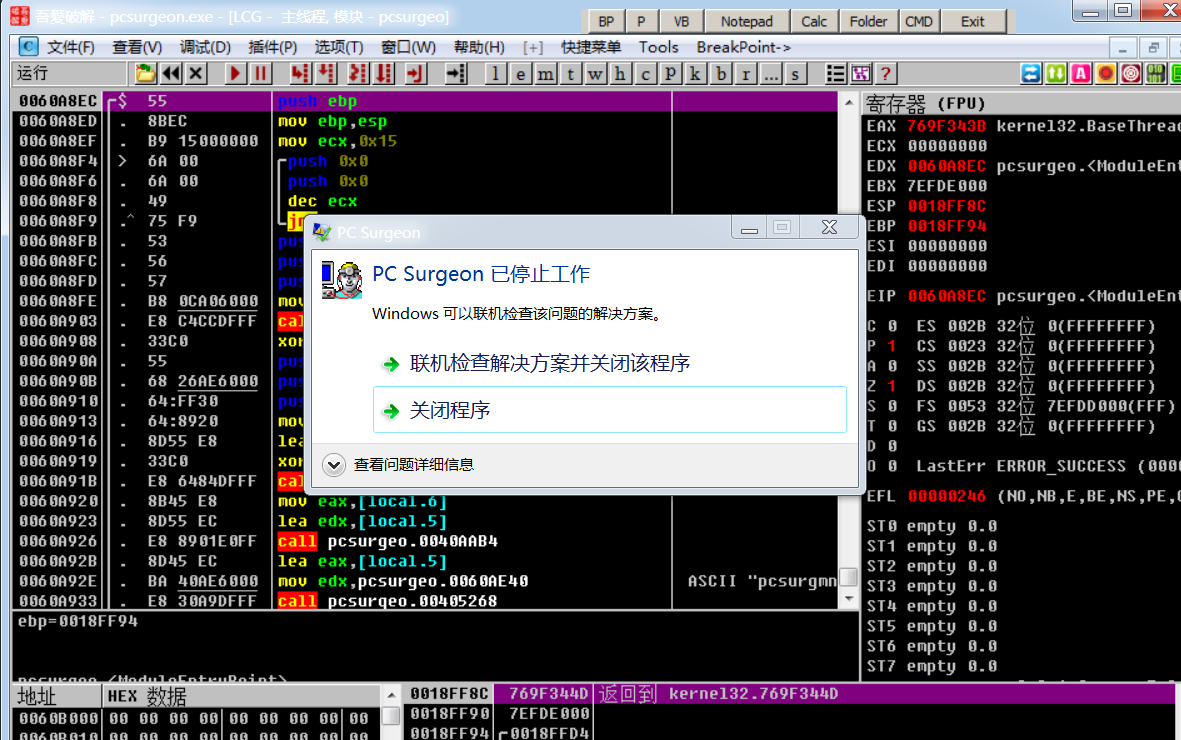 吾爱破解 - pcsurgeon.exe - [LCG - 主线程, 模块 - pcsurgeo]
BP P VB Notepad Calc Folder CMD Exit
文件(F) 查看(V) 调试(D) 插件(P) 选项(T) 窗口(W) 帮助(H) [+] 快捷菜单 Tools BreakPoint->
运行 l e m t w h c P k b r ... s ?
0060A8EC $ 55 push ebp
0060A8ED . 8BEC mov ebp,esp
0060A8EF . B9 15000000 mov ecx,0x15
0060A8F4 > 6A 00 push 0x0
0060A8F6 . 6A 00 push 0x0
0060A8F8 . 49 dec ecx
0060A8F9 .^ 75 F9
0060A8FB . 53
0060A8FC . 56
0060A8FD . 57
0060A8FE . B8 0CA06000
0060A903 . E8 C4CCDFFF
0060A908 . 33C0
0060A90A . 55
0060A90B . 68 26AE6000
0060A910 . 64:FF30
0060A913 . 64:8920
0060A916 . 8D55 E8
0060A919 . 33C0
0060A91B . E8 6484DFFF
0060A920 . 8B45 E8 mov eax,[local.6]
0060A923 . 8D55 EC lea edx,[local.5]
0060A926 . E8 8901E0FF call pcsurgeo.0040AAB4
0060A92B . 8D45 EC lea eax,[local.5]
0060A92E . BA 40AE6000 mov edx,pcsurgeo.0060AE40 ASCII "pcsurgmn
0060A933 . E8 30A9DFFF call pcsurgeo.00405268
PC Surgeon
PC Surgeon 已停止工作
Windows 可以联机检查该问题的解决方案。
联机检查解决方案并关闭该程序
关闭程序
查看问题详细信息
寄存器 (FPU)
EAX 769F343B kernel32.BaseThread
ECX 00000000
EDX 0060A8EC pcsurgeo.<ModuleEnt
EBX 7EFDE000
ESP 0018FF8C
EBP 0018FF94
ESI 00000000
EDI 00000000
EIP 0060A8EC pcsurgeo.<ModuleEnt
C 0 ES 002B 32位 0(FFFFFFFF)
P 1 CS 0023 32位 0(FFFFFFFF)
A 0 SS 002B 32位 0(FFFFFFFF)
Z 1 DS 002B 32位 0(FFFFFFFF)
S 0 FS 0053 32位 7EFDD000(FFF)
T 0 GS 002B 32位 0(FFFFFFFF)
D 0
O 0 LastErr ERROR_SUCCESS (0000
EFL 00000246 (NO,NB,E,BE,NS,PE,
ST0 empty 0.0
ST1 empty 0.0
ST2 empty 0.0
ST3 empty 0.0
ST4 empty 0.0
ST5 empty 0.0
ST6 empty 0.0
ST7 empty 0.0
ebp=0018FF94
pcsurgeo.<ModuleEntryPoint>
地址 HEX 数据
0060B000 00 00 00 00 00 00 00 00 00
0060B010 00 00 00 00 00 00 00 00 00
0018FF8C 769F344D 返回到 kernel32.769F344D
0018FF90 7EFDE000
0018FF94 0018FFD4